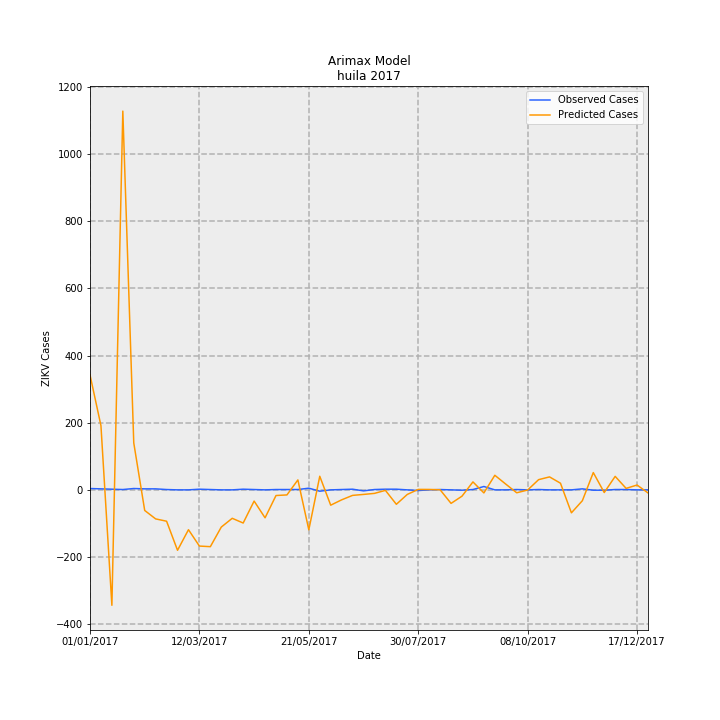 Arimax Model
huila 2017
Observed Cases
Predicted Cases
ZIKV Cases
1200
1000
800
600
400
200
0
−200
−400
01/01/2017
12/03/2017
21/05/2017
30/07/2017
08/10/2017
17/12/2017
Date